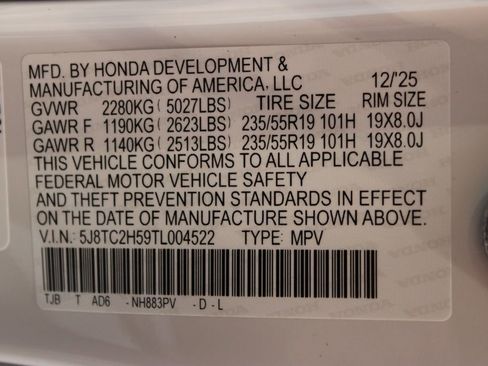 MFD. BY HONDA DEVELOPMENT &
MANUFACTURING OF AMERICA, LLC 12/'25
GVWR 2280KG(5027LBS) TIRE SIZE RIM SIZE
GAWR F 1190KG(2623LBS) 235/55R19 101H 19X8.0J
GAWR R 1140KG(2513LBS) 235/55R19 101H 19X8.0J
THIS VEHICLE CONFORMS TO ALL APPLICABLE
FEDERAL MOTOR VEHICLE SAFETY
AND THEFT PREVENTION STANDARDS IN EFFECT
ON THE DATE OF MANUFACTURE SHOWN ABOVE.
V.I.N.: 5J8TC2H59TL004522 TYPE: MPV
TJB T AD6 -NH883PV -D-L